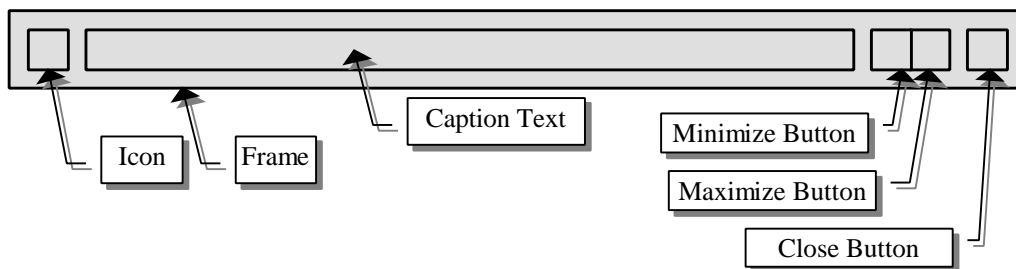 Caption Text
Minimize Button
Icon
Frame
Maximize Button
Close Button